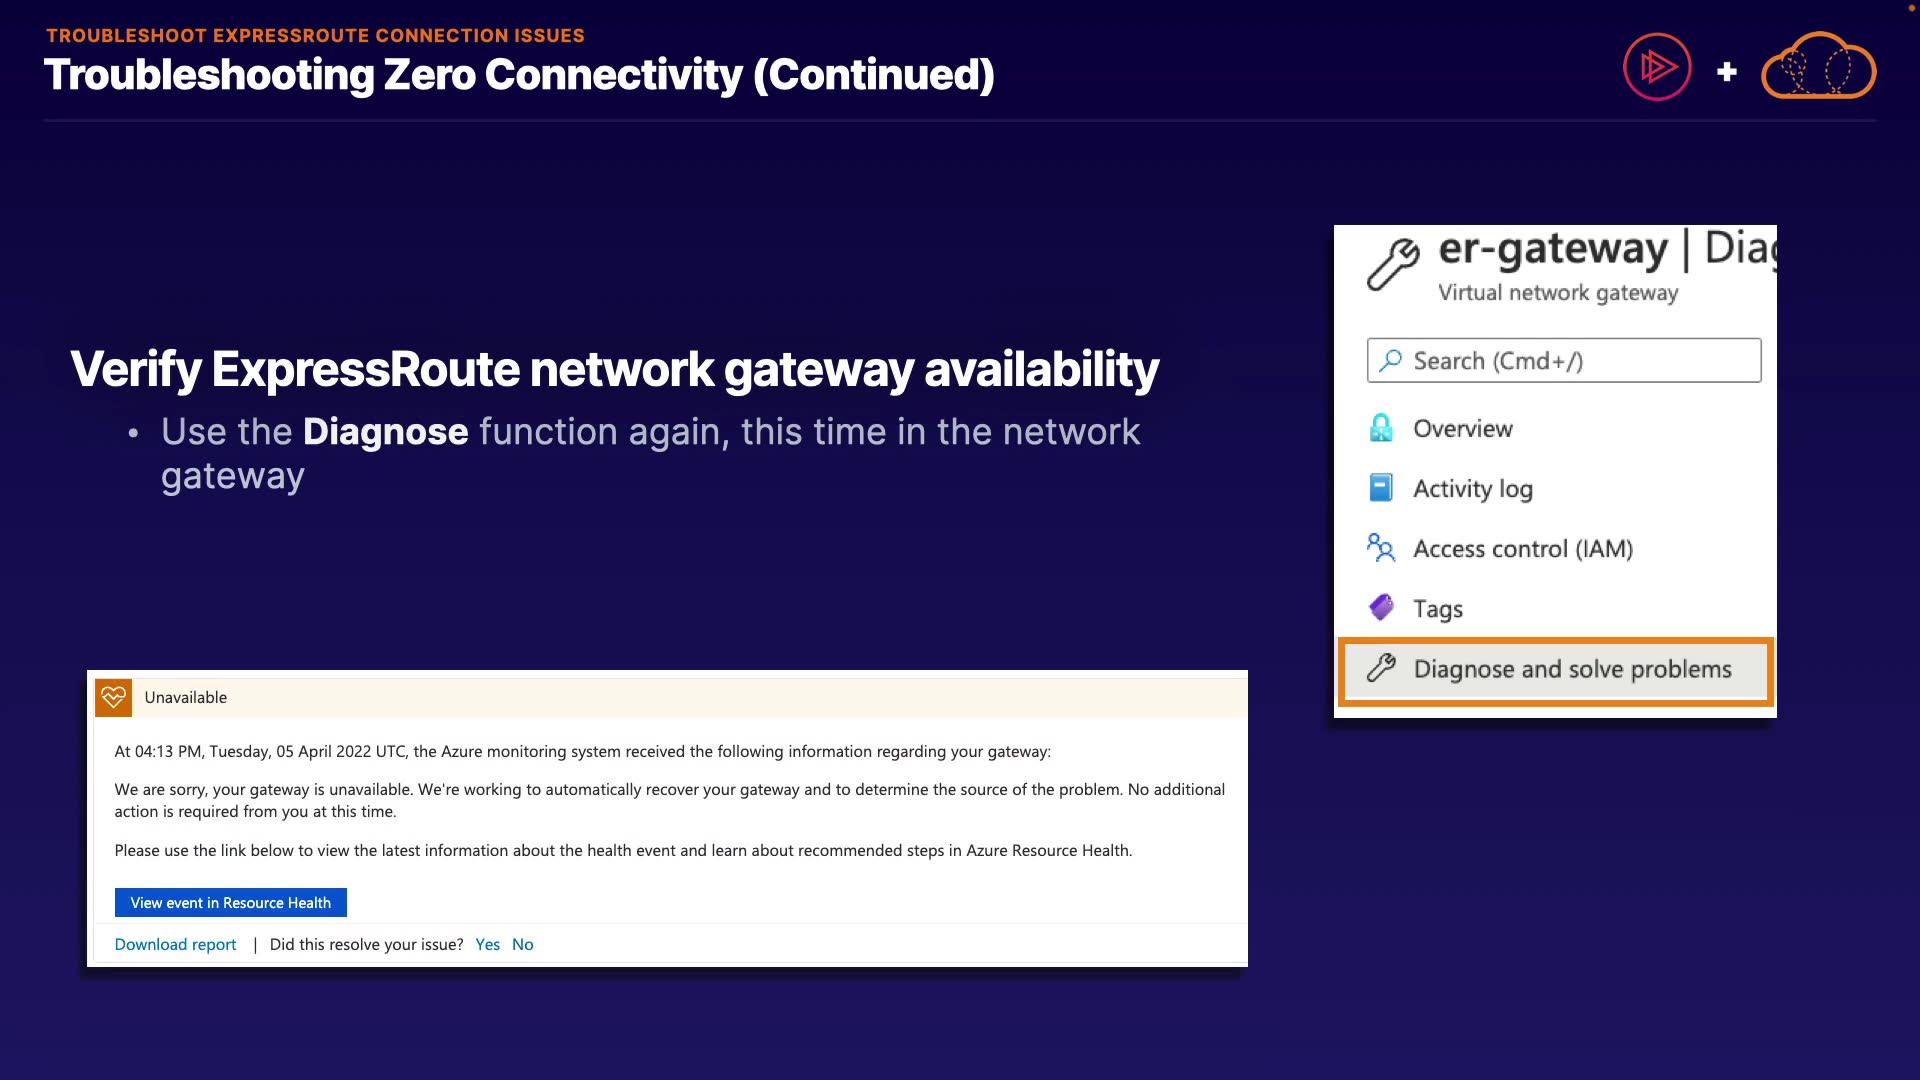 TROUBLESHOOT EXPRESSROUTE CONNECTION ISSUES
Troubleshooting Zero Connectivity (Continued)
Verify ExpressRoute network gateway availability
• Use the Diagnose function again, this time in the network
gateway
er-gateway | Diag
Virtual network gateway
Search (Cmd+/)
Overview
Activity log
Access control (IAM)
Tags
Diagnose and solve problems
Unavailable
At 04:13 PM, Tuesday, 05 April 2022 UTC, the Azure monitoring system received the following information regarding your gateway:
We are sorry, your gateway is unavailable. We're working to automatically recover your gateway and to determine the source of the problem. No additional
action is required from you at this time.
Please use the link below to view the latest information about the health event and learn about recommended steps in Azure Resource Health.
View event in Resource Health
Download report | Did this resolve your issue? Yes No